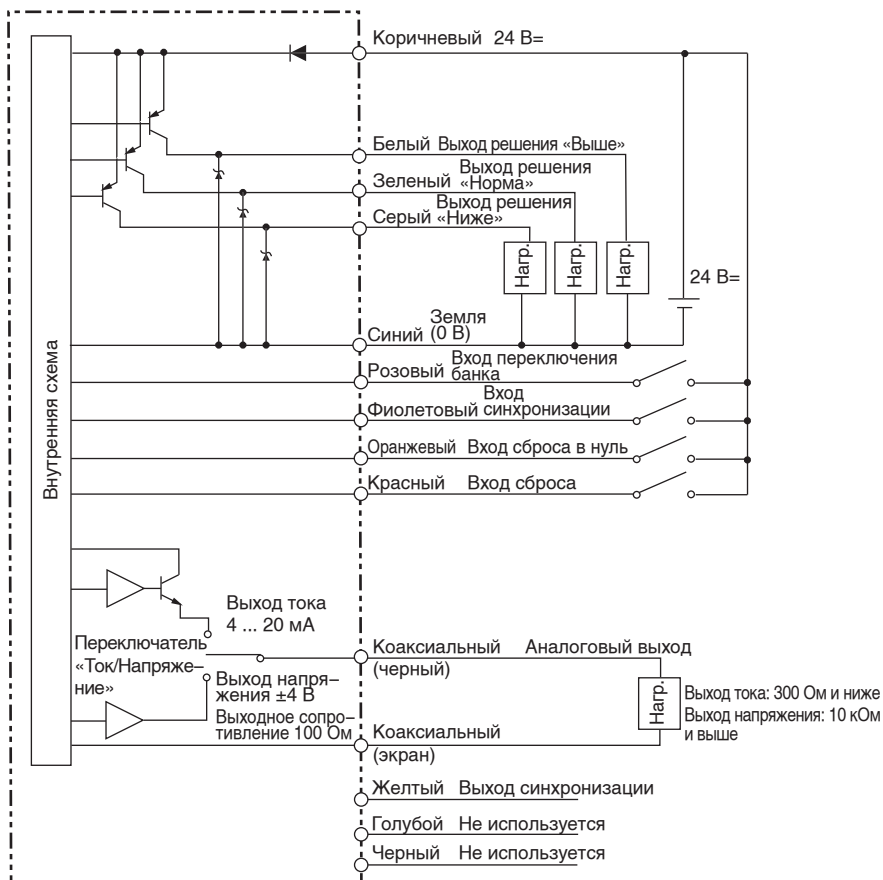 Коричневый 24 В=
Белый Выход решения «Выше»
Выход решения
Зеленый «Норма»
Выход решения
Серый «Ниже»
Нагр.
Нагр.
Нагр.
24 В=
Земля
Синий (0 В)
Вход переключения
Розовый банка
Вход
Фиолетовый синхронизации
Оранжевый Вход сброса в нуль
Красный Вход сброса
Внутренняя схема
Выход тока
4 ... 20 мА
Переключатель
«Ток/Напряже–
ние»
Выход напря–
жения ±4 В
Выходное сопро–
тивление 100 Ом
Коаксиальный Аналоговый выход
(черный)
Нагр.
Выход тока: 300 Ом и ниже
Выход напряжения: 10 кОм
и выше
Коаксиальный
(экран)
Желтый Выход синхронизации
Голубой Не используется
Черный Не используется